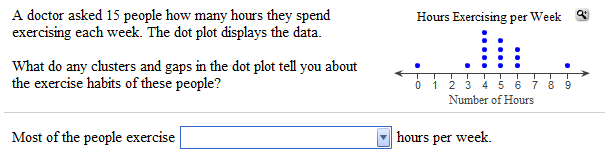 A doctor asked 15 people how many hours they spend
exercising each week. The dot plot displays the data.
What do any clusters and gaps in the dot plot tell you about
the exercise habits of these people?
Hours Exercising per Week
0 1 2 3 4 5 6 7 8 9
Number of Hours
Most of the people exercise hours per week.